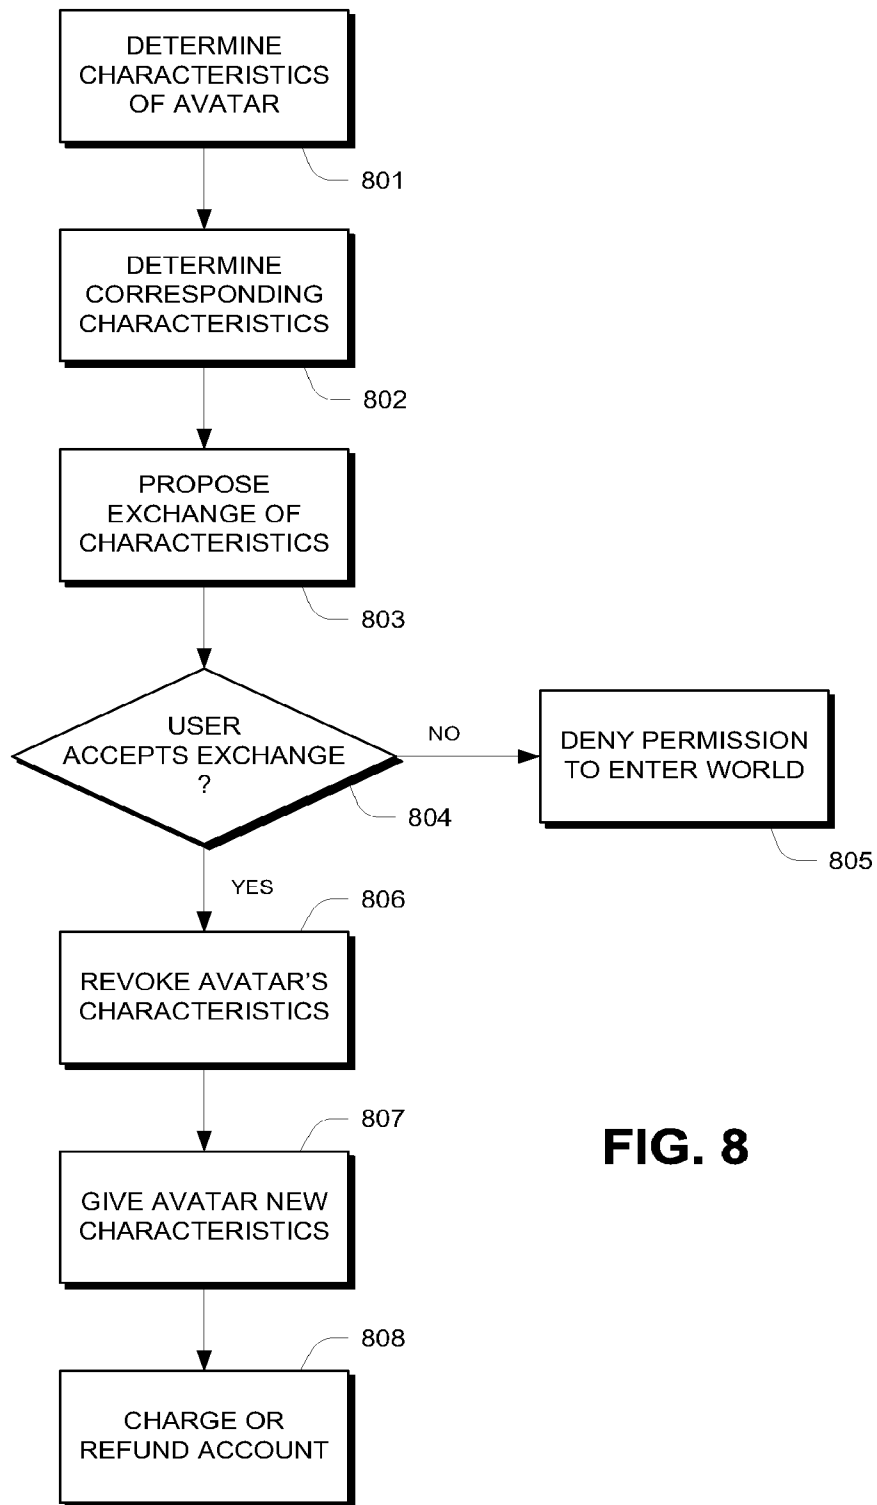 DETERMINE
CHARACTERISTICS
OF AVATAR
801
DETERMINE
CORRESPONDING
CHARACTERISTICS
802
PROPOSE
EXCHANGE OF
CHARACTERISTICS
803
USER
ACCEPTS EXCHANGE
?
804
NO
DENY PERMISSION
TO ENTER WORLD
805
YES
806
REVOKE AVATAR’S
CHARACTERISTICS
807
GIVE AVATAR NEW
CHARACTERISTICS
FIG. 8
808
CHARGE OR
REFUND ACCOUNT